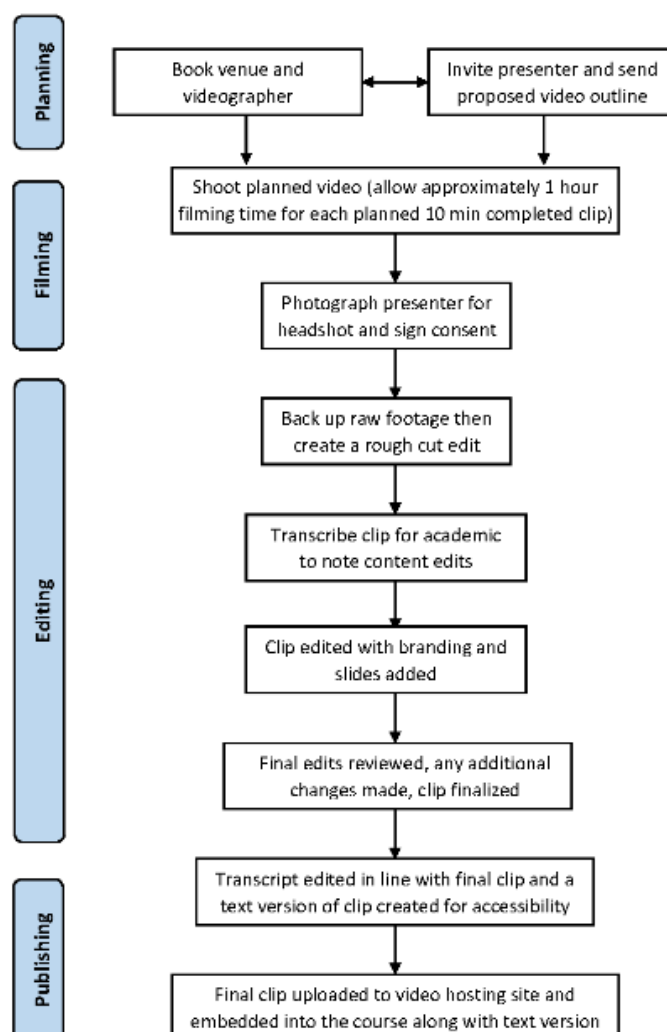 Planning
Book venue and
videographer
Invite presenter and send
proposed video outline
Filming
Shoot planned video (allow approximately 1 hour
filming time for each planned 10 min completed clip)
Photograph presenter for
headshot and sign consent
Editing
Back up raw footage then
create a rough cut edit
Transcribe clip for academic
to note content edits
Clip edited with branding and
slides added
Final edits reviewed, any additional
changes made, clip finalized
Publishing
Transcript edited in line with final clip and a
text version of clip created for accessibility
Final clip uploaded to video hosting site and
embedded into the course along with text version